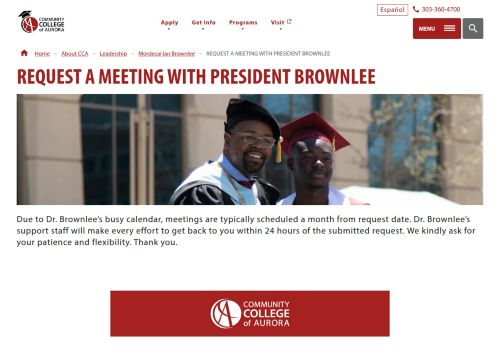 Español
303-360-4700
COMMUNITY
COLLEGE
of AURORA
Apply
Get Info
Programs
Visit
MENU
Home – About CCA – Leadership – Mordecai Ian Brownlee – REQUEST A MEETING WITH PRESIDENT BROWNLEE
REQUEST A MEETING WITH PRESIDENT BROWNLEE
Due to Dr. Brownlee’s busy calendar, meetings are typically scheduled a month from request date. Dr. Brownlee’s
support staff will make every effort to get back to you within 24 hours of the submitted request. We kindly ask for
your patience and flexibility. Thank you.
COMMUNITY
COLLEGE
of AURORA